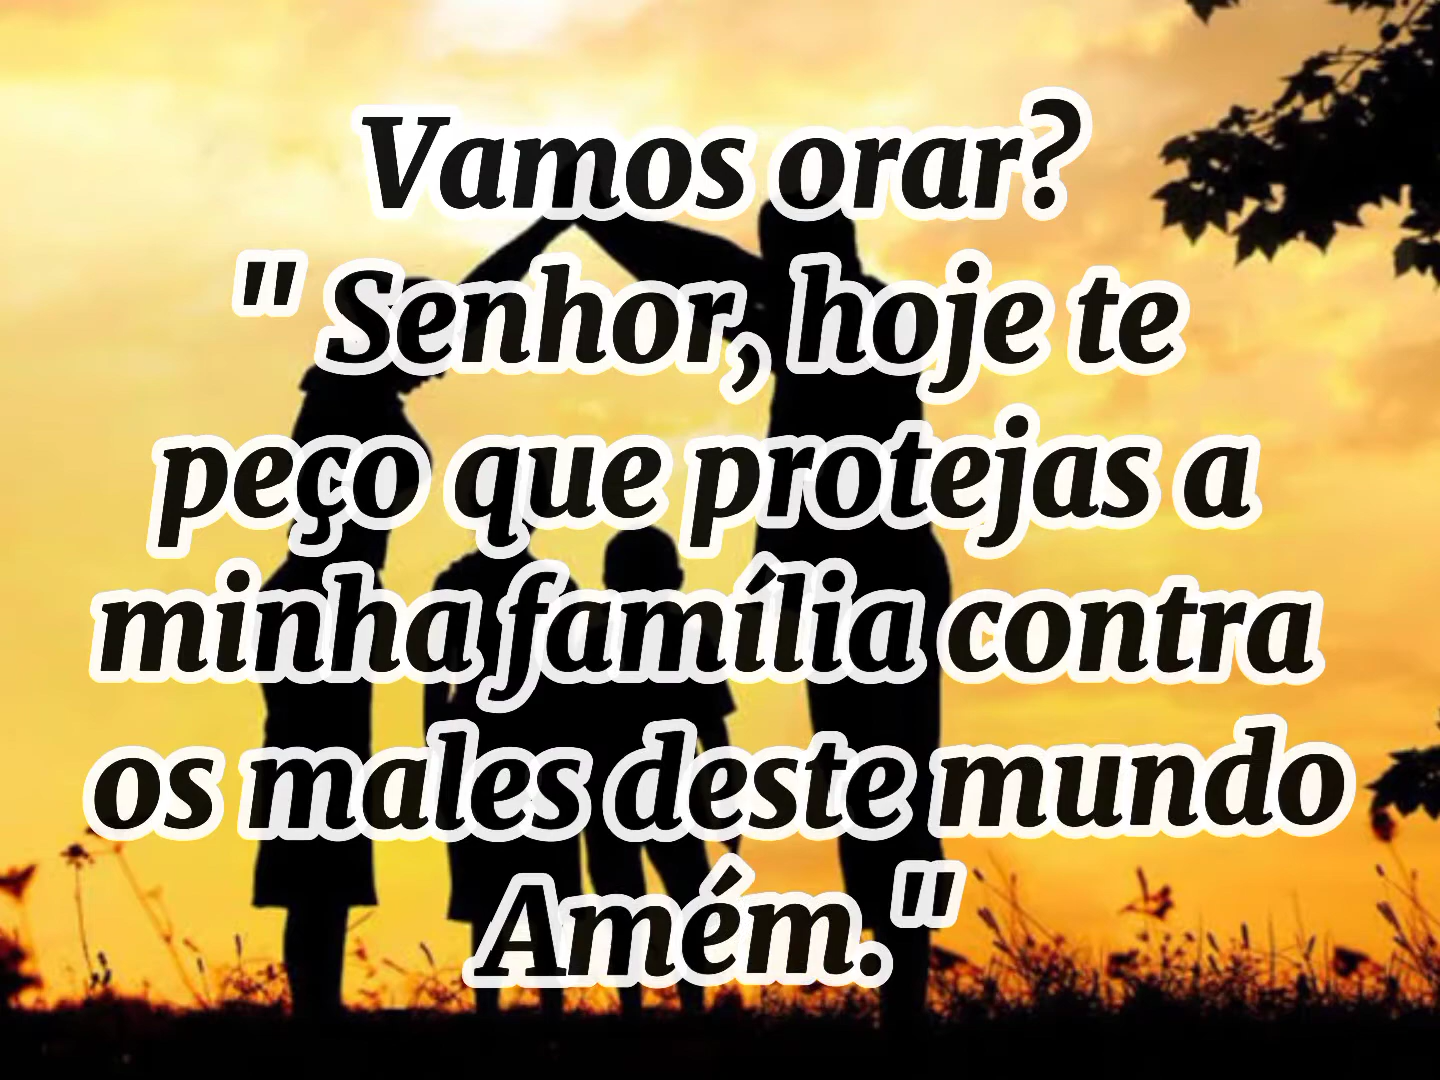 Vamos orar?
" Senhor, hoje te
peço que protejas a
minha família contra
os males deste mundo
Amém."